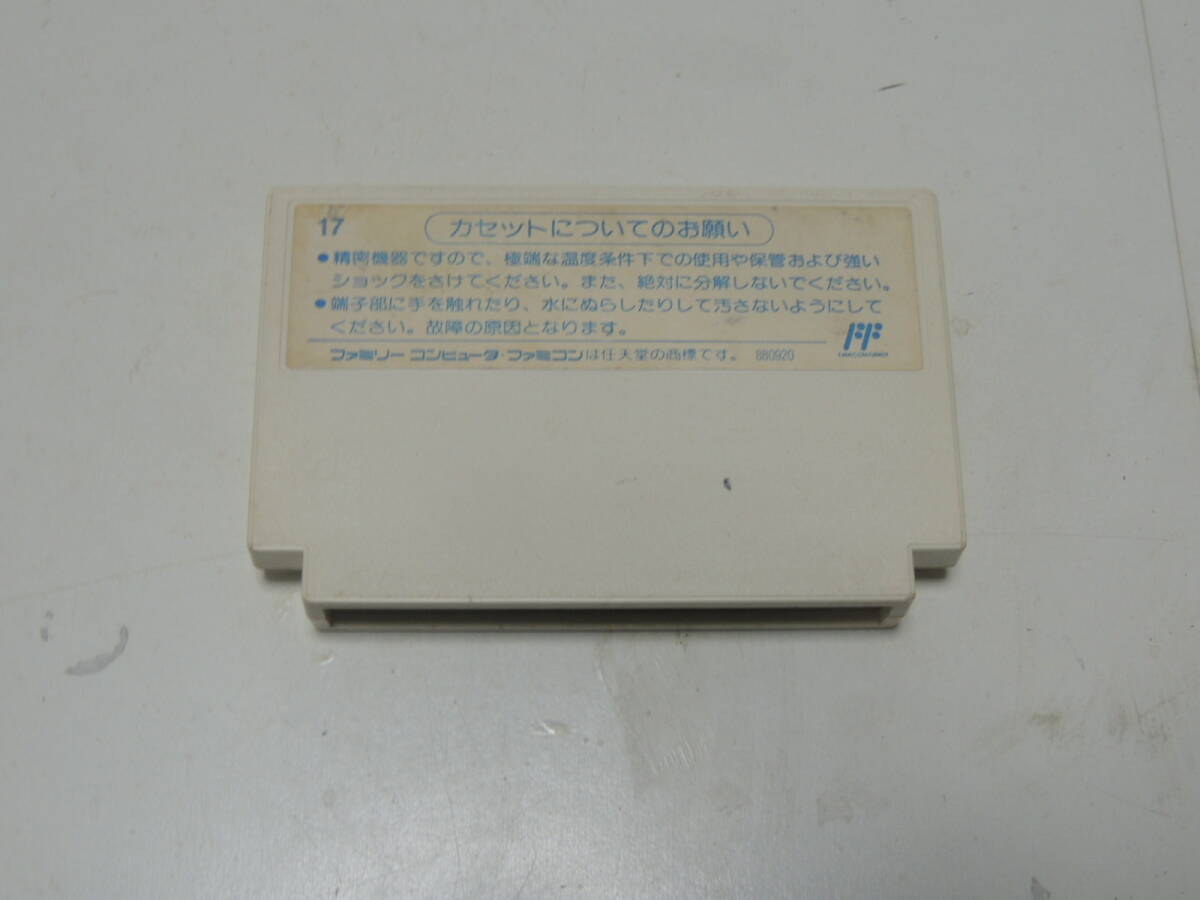 17
カセットについてのお願い
●精密機器ですので、極端な温度条件下での使用や保管および強い
ショックをさけてください。また、絶対に分解しないでください。
●端子部に手を触れたり、水にぬらしたりして汚さないようにして
ください。故障の原因となります。
FF
ファミリーコンピュータ・ファミコンは任天堂の商標です。 880920